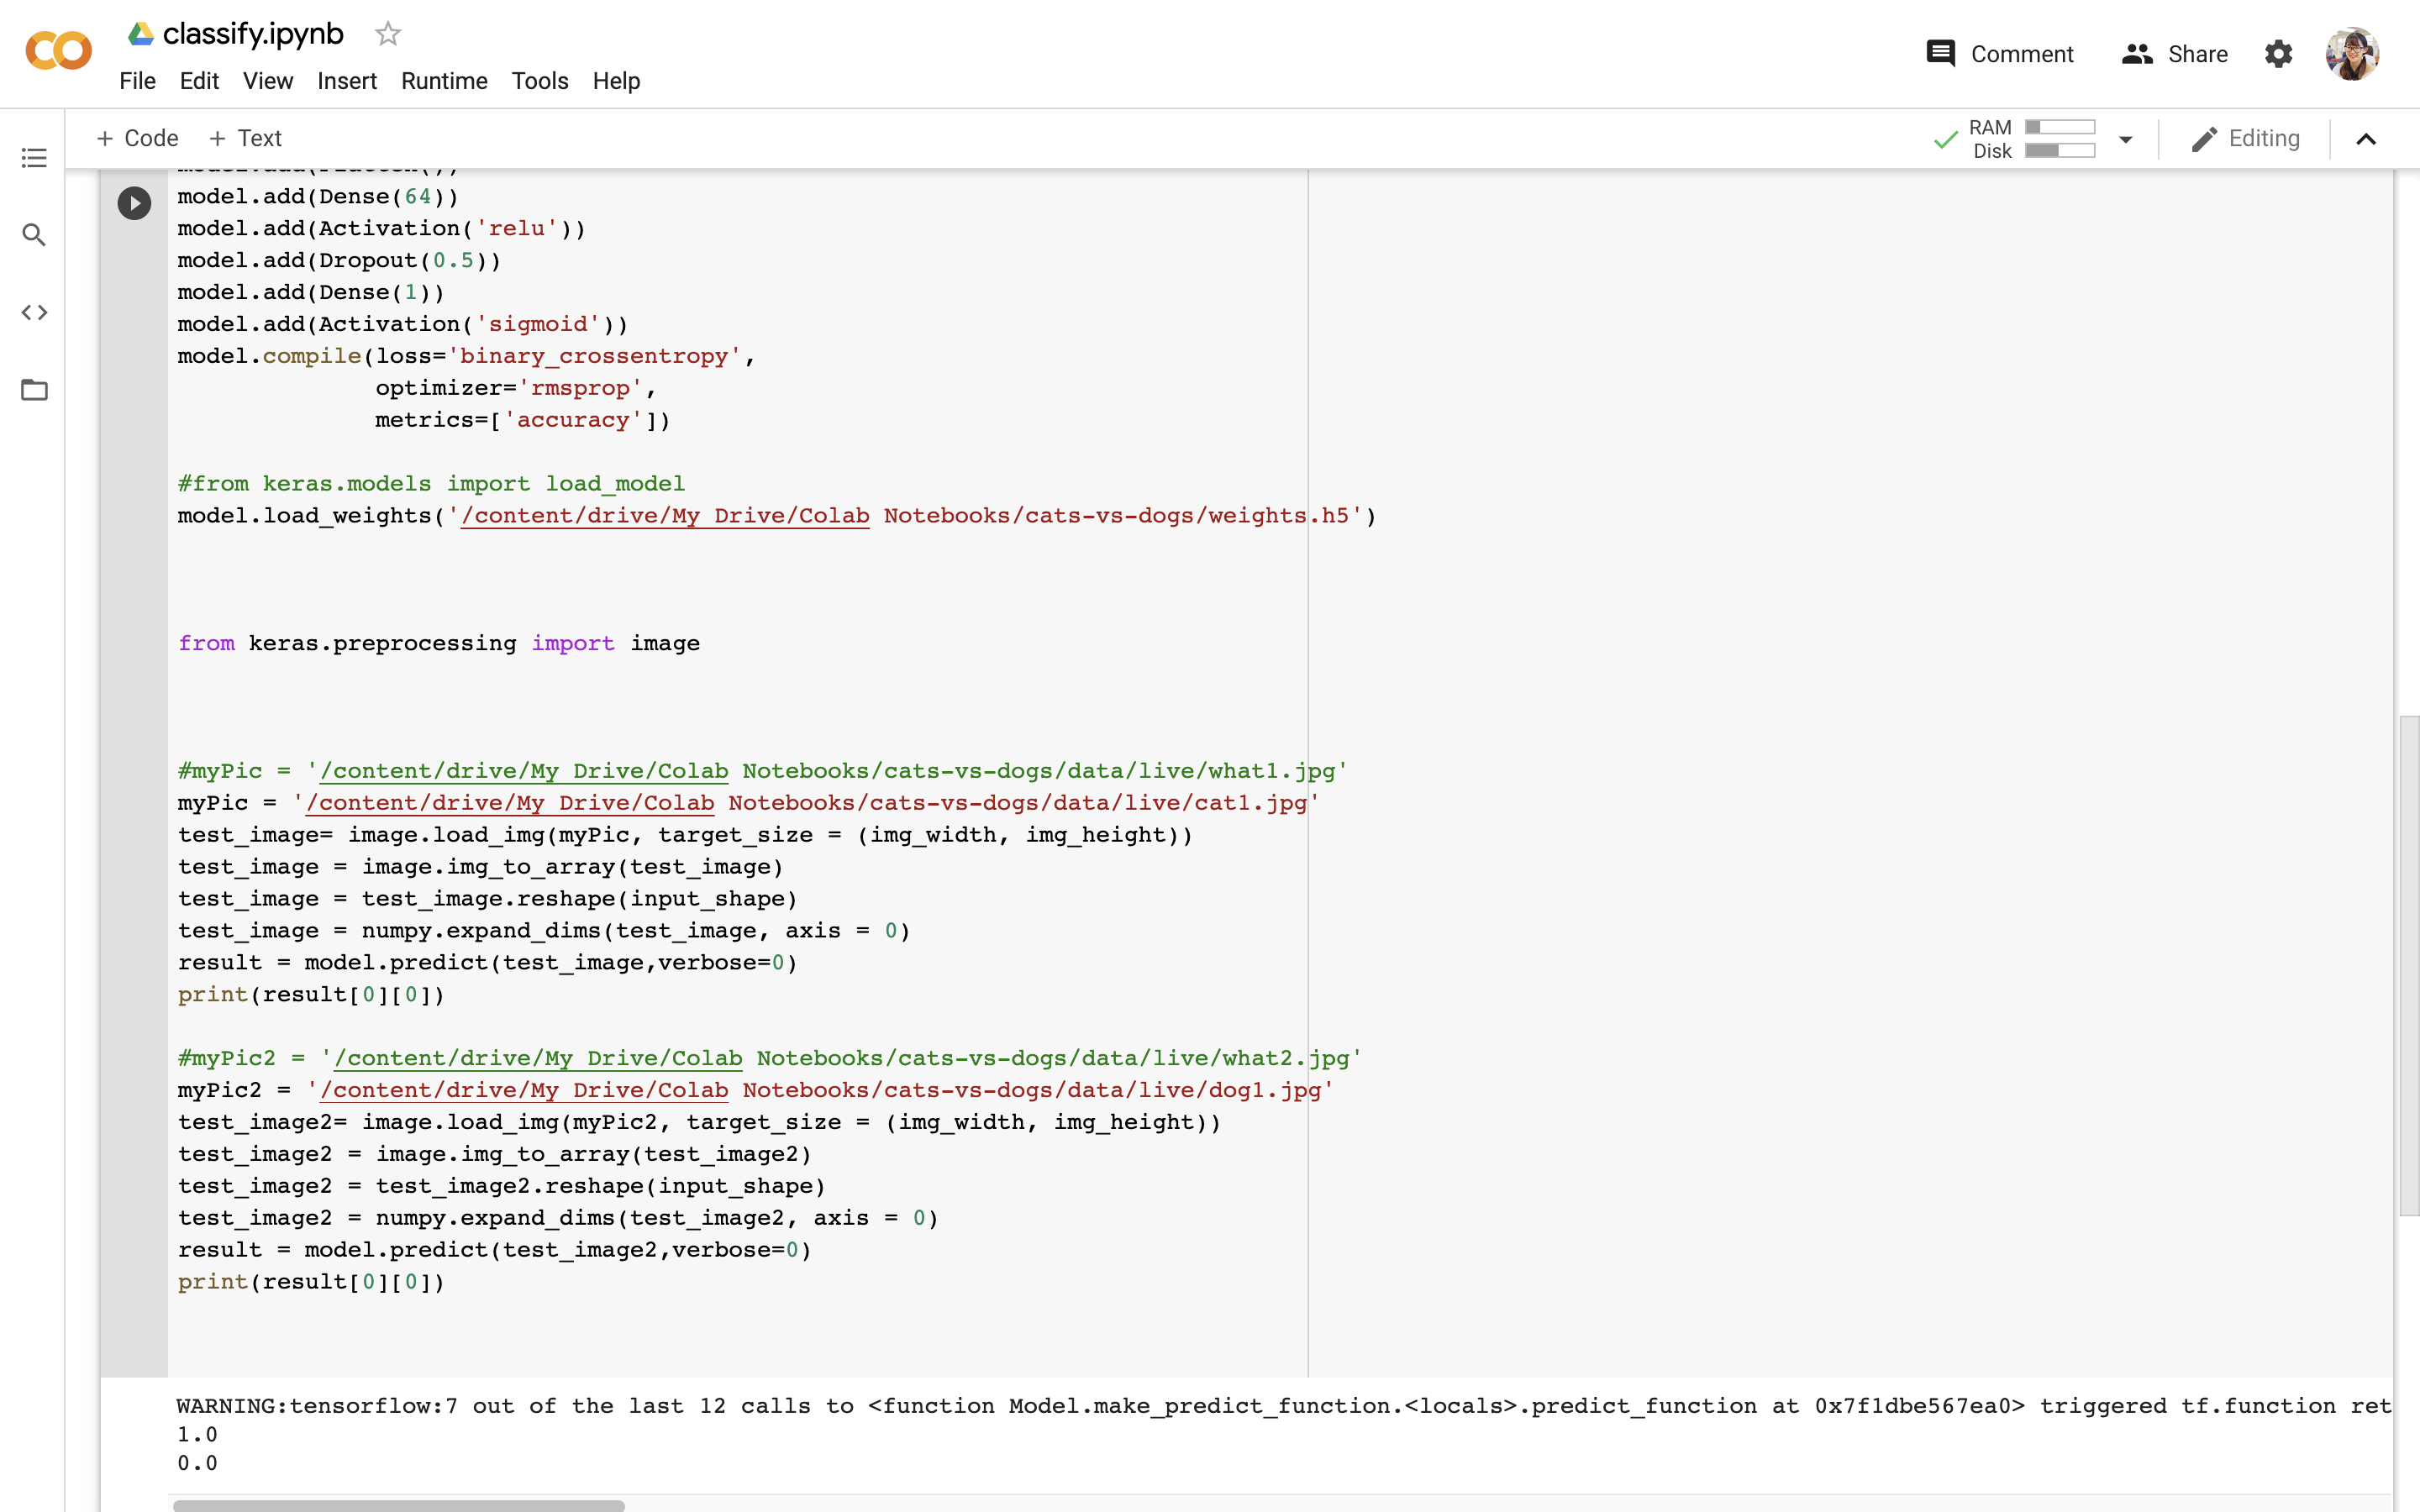 classify.ipynb
File Edit View Insert Runtime Tools Help
Comment Share
+ Code + Text
RAM
Disk
Editing
model.add(Dense(64))
model.add(Activation('relu'))
model.add(Dropout(0.5))
model.add(Dense(1))
model.add(Activation('sigmoid'))
model.compile(loss='binary_crossentropy',
optimizer='rmsprop',
metrics=['accuracy'])
#from keras.models import load_model
model.load_weights('/content/drive/My Drive/Colab Notebooks/cats-vs-dogs/weights.h5')
from keras.preprocessing import image
#myPic = '/content/drive/My Drive/Colab Notebooks/cats-vs-dogs/data/live/what1.jpg'
myPic = '/content/drive/My Drive/Colab Notebooks/cats-vs-dogs/data/live/cat1.jpg'
test_image= image.load_img(myPic, target_size = (img_width, img_height))
test_image = image.img_to_array(test_image)
test_image = test_image.reshape(input_shape)
test_image = numpy.expand_dims(test_image, axis = 0)
result = model.predict(test_image,verbose=0)
print(result[0][0])
#myPic2 = '/content/drive/My Drive/Colab Notebooks/cats-vs-dogs/data/live/what2.jpg'
myPic2 = '/content/drive/My Drive/Colab Notebooks/cats-vs-dogs/data/live/dog1.jpg'
test_image2= image.load_img(myPic2, target_size = (img_width, img_height))
test_image2 = image.img_to_array(test_image2)
test_image2 = test_image2.reshape(input_shape)
test_image2 = numpy.expand_dims(test_image2, axis = 0)
result = model.predict(test_image2,verbose=0)
print(result[0][0])
WARNING:tensorflow:7 out of the last 12 calls to <function Model.make_predict_function.<locals>.predict_function at 0x7f1dbe567ea0> triggered tf.function ret
1.0
0.0